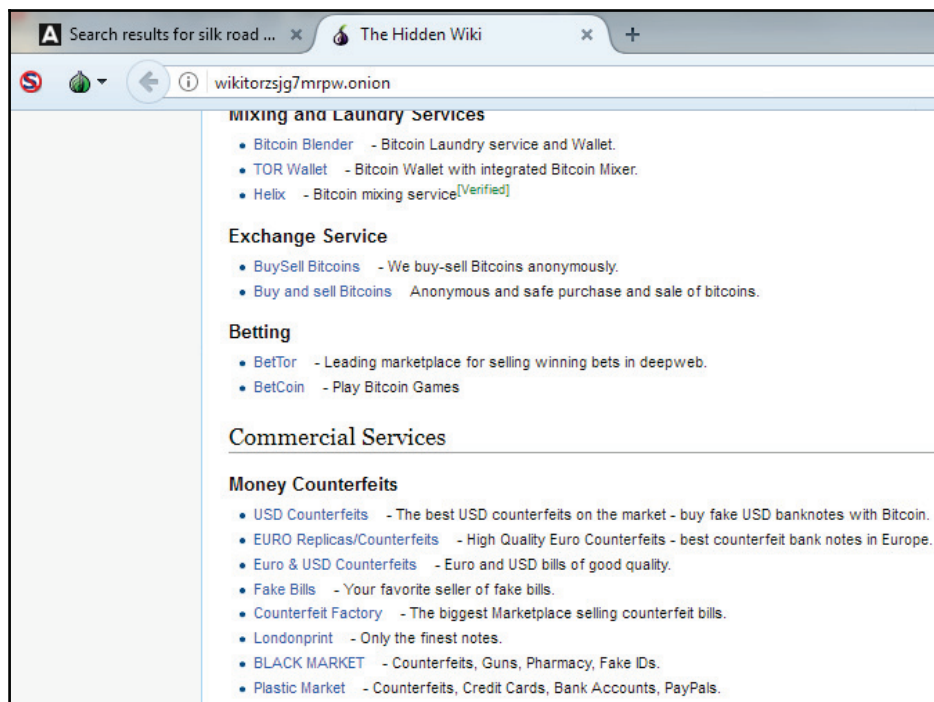 Search results for silk road ...
The Hidden Wiki
wikitorzsjg7mrpw.onion
Mixing and Laundry Services
Bitcoin Blender - Bitcoin Laundry service and Wallet.
TOR Wallet - Bitcoin Wallet with integrated Bitcoin Mixer.
Helix - Bitcoin mixing service[Verified]
Exchange Service
BuySell Bitcoins - We buy-sell Bitcoins anonymously.
Buy and sell Bitcoins Anonymous and safe purchase and sale of bitcoins.
Betting
BetTor - Leading marketplace for selling winning bets in deepweb.
BetCoin - Play Bitcoin Games
Commercial Services
Money Counterfeits
USD Counterfeits - The best USD counterfeits on the market - buy fake USD banknotes with Bitcoin.
EURO Replicas/Counterfeits - High Quality Euro Counterfeits - best counterfeit bank notes in Europe.
Euro & USD Counterfeits - Euro and USD bills of good quality.
Fake Bills - Your favorite seller of fake bills.
Counterfeit Factory - The biggest Marketplace selling counterfeit bills.
Londonprint - Only the finest notes.
BLACK MARKET - Counterfeits, Guns, Pharmacy, Fake IDs.
Plastic Market - Counterfeits, Credit Cards, Bank Accounts, PayPals.